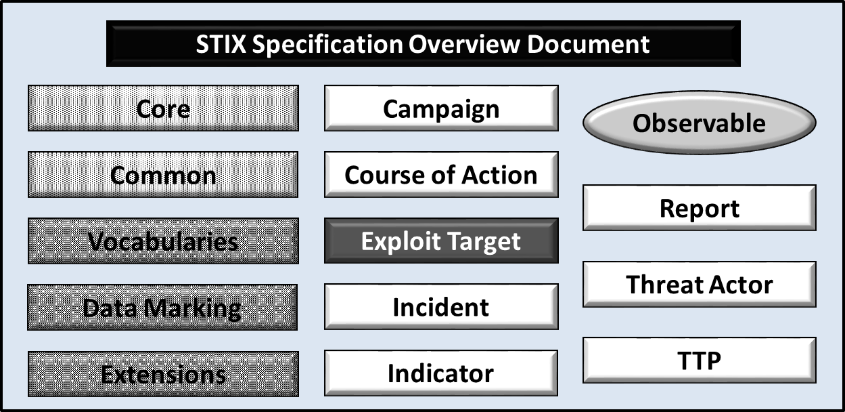 STIX Specification Overview Document
Core
Common
Vocabularies
Data Marking
Extensions
Campaign
Course of Action
Exploit Target
Incident
Indicator
Observable
Report
Threat Actor
TTP